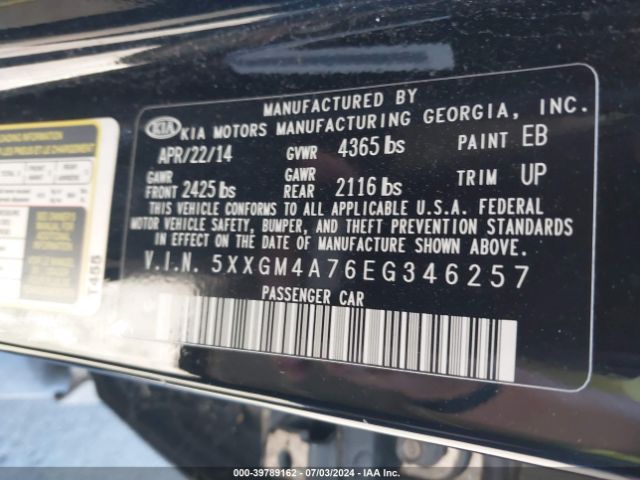 MANUFACTURED BY
KIA KIA MOTORS MANUFACTURING GEORGIA, INC.
APR/22/14 GVWR 4365 lbs PAINT EB
GAWR FRONT 2425 lbs GAWR REAR 2116 lbs TRIM UP
THIS VEHICLE CONFORMS TO ALL APPLICABLE U.S.A. FEDERAL
MOTOR VEHICLE SAFETY, BUMPER, AND THEFT PREVENTION STANDARDS
IN EFFECT ON THE DATE OF MANUFACTURE SHOWN ABOVE.
V.I.N. 5XXGM4A76EG346257
PASSENGER CAR
LOADING INFORMATION
T455
000-39789162 - 07/03/2024 - IAA Inc.